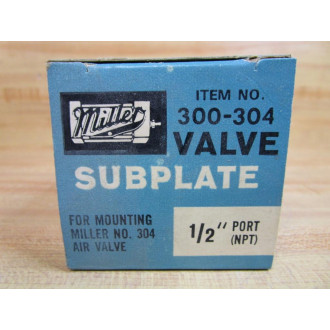 Miller
ITEM NO.
300-304
VALVE
SUBPLATE
FOR MOUNTING
MILLER NO. 304
AIR VALVE
1/2" PORT
(NPT)